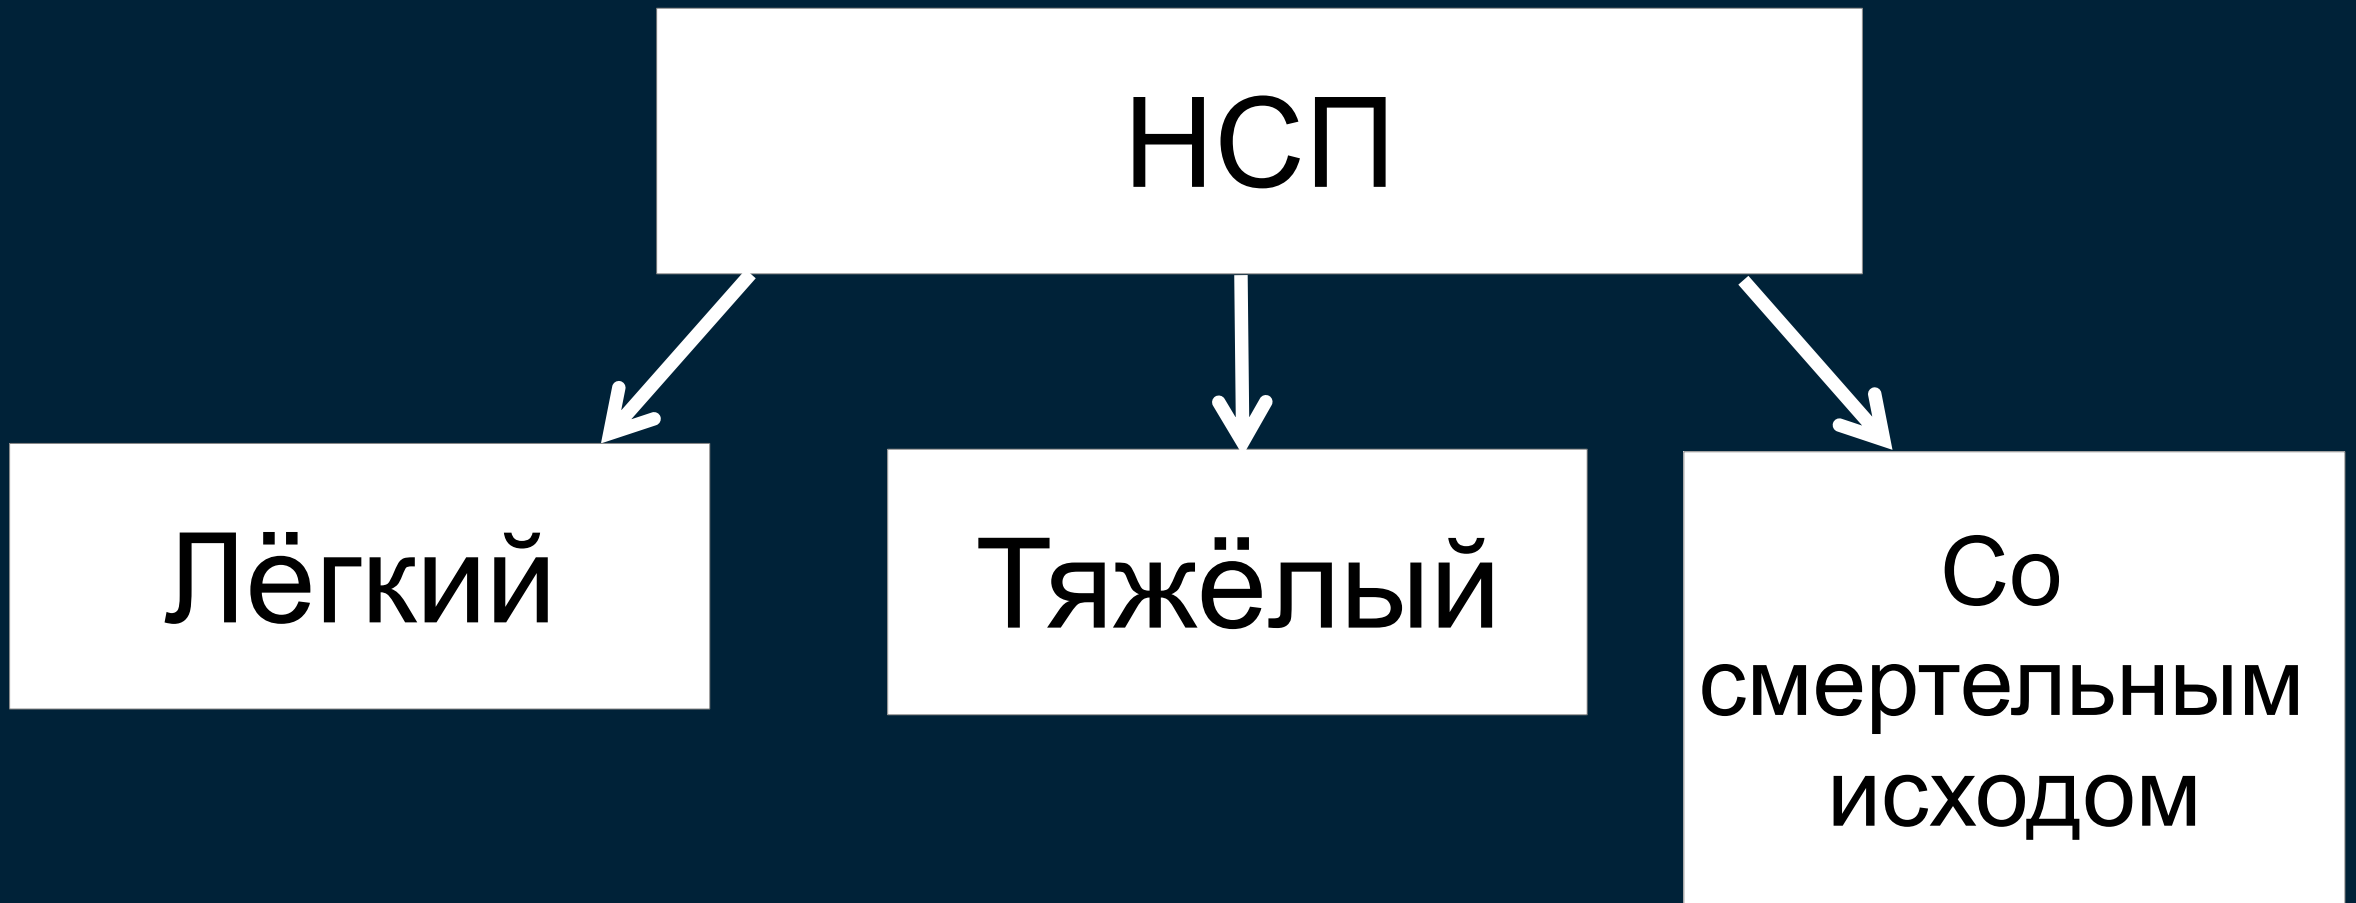 НСП
Лёгкий
Тяжёлый
Со
смертельным
исходом